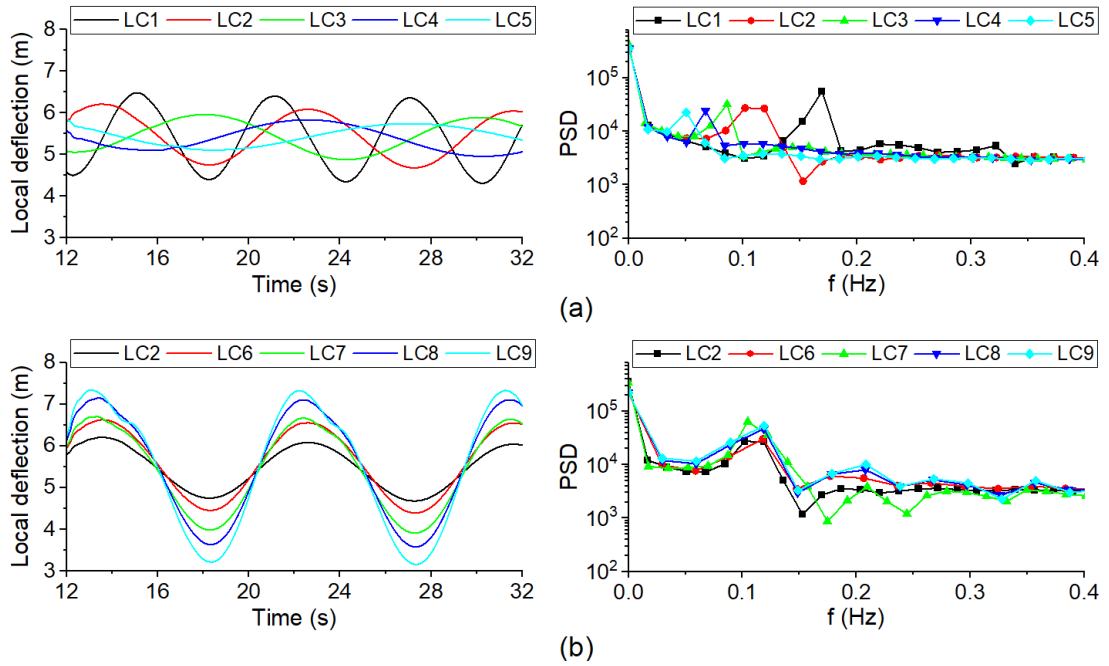 LC1 LC2 LC3 LC4 LC5
8
7
6
5
4
3
Local deflection (m)
12 16 20 24 28 32
Time (s)
LC1 LC2 LC3 LC4 LC5
10^5
10^4
10^3
10^2
PSD
0.0 0.1 0.2 0.3 0.4
f (Hz)
(a)
LC2 LC6 LC7 LC8 LC9
8
7
6
5
4
3
Local deflection (m)
12 16 20 24 28 32
Time (s)
LC2 LC6 LC7 LC8 LC9
10^5
10^4
10^3
10^2
PSD
0.0 0.1 0.2 0.3 0.4
f (Hz)
(b)